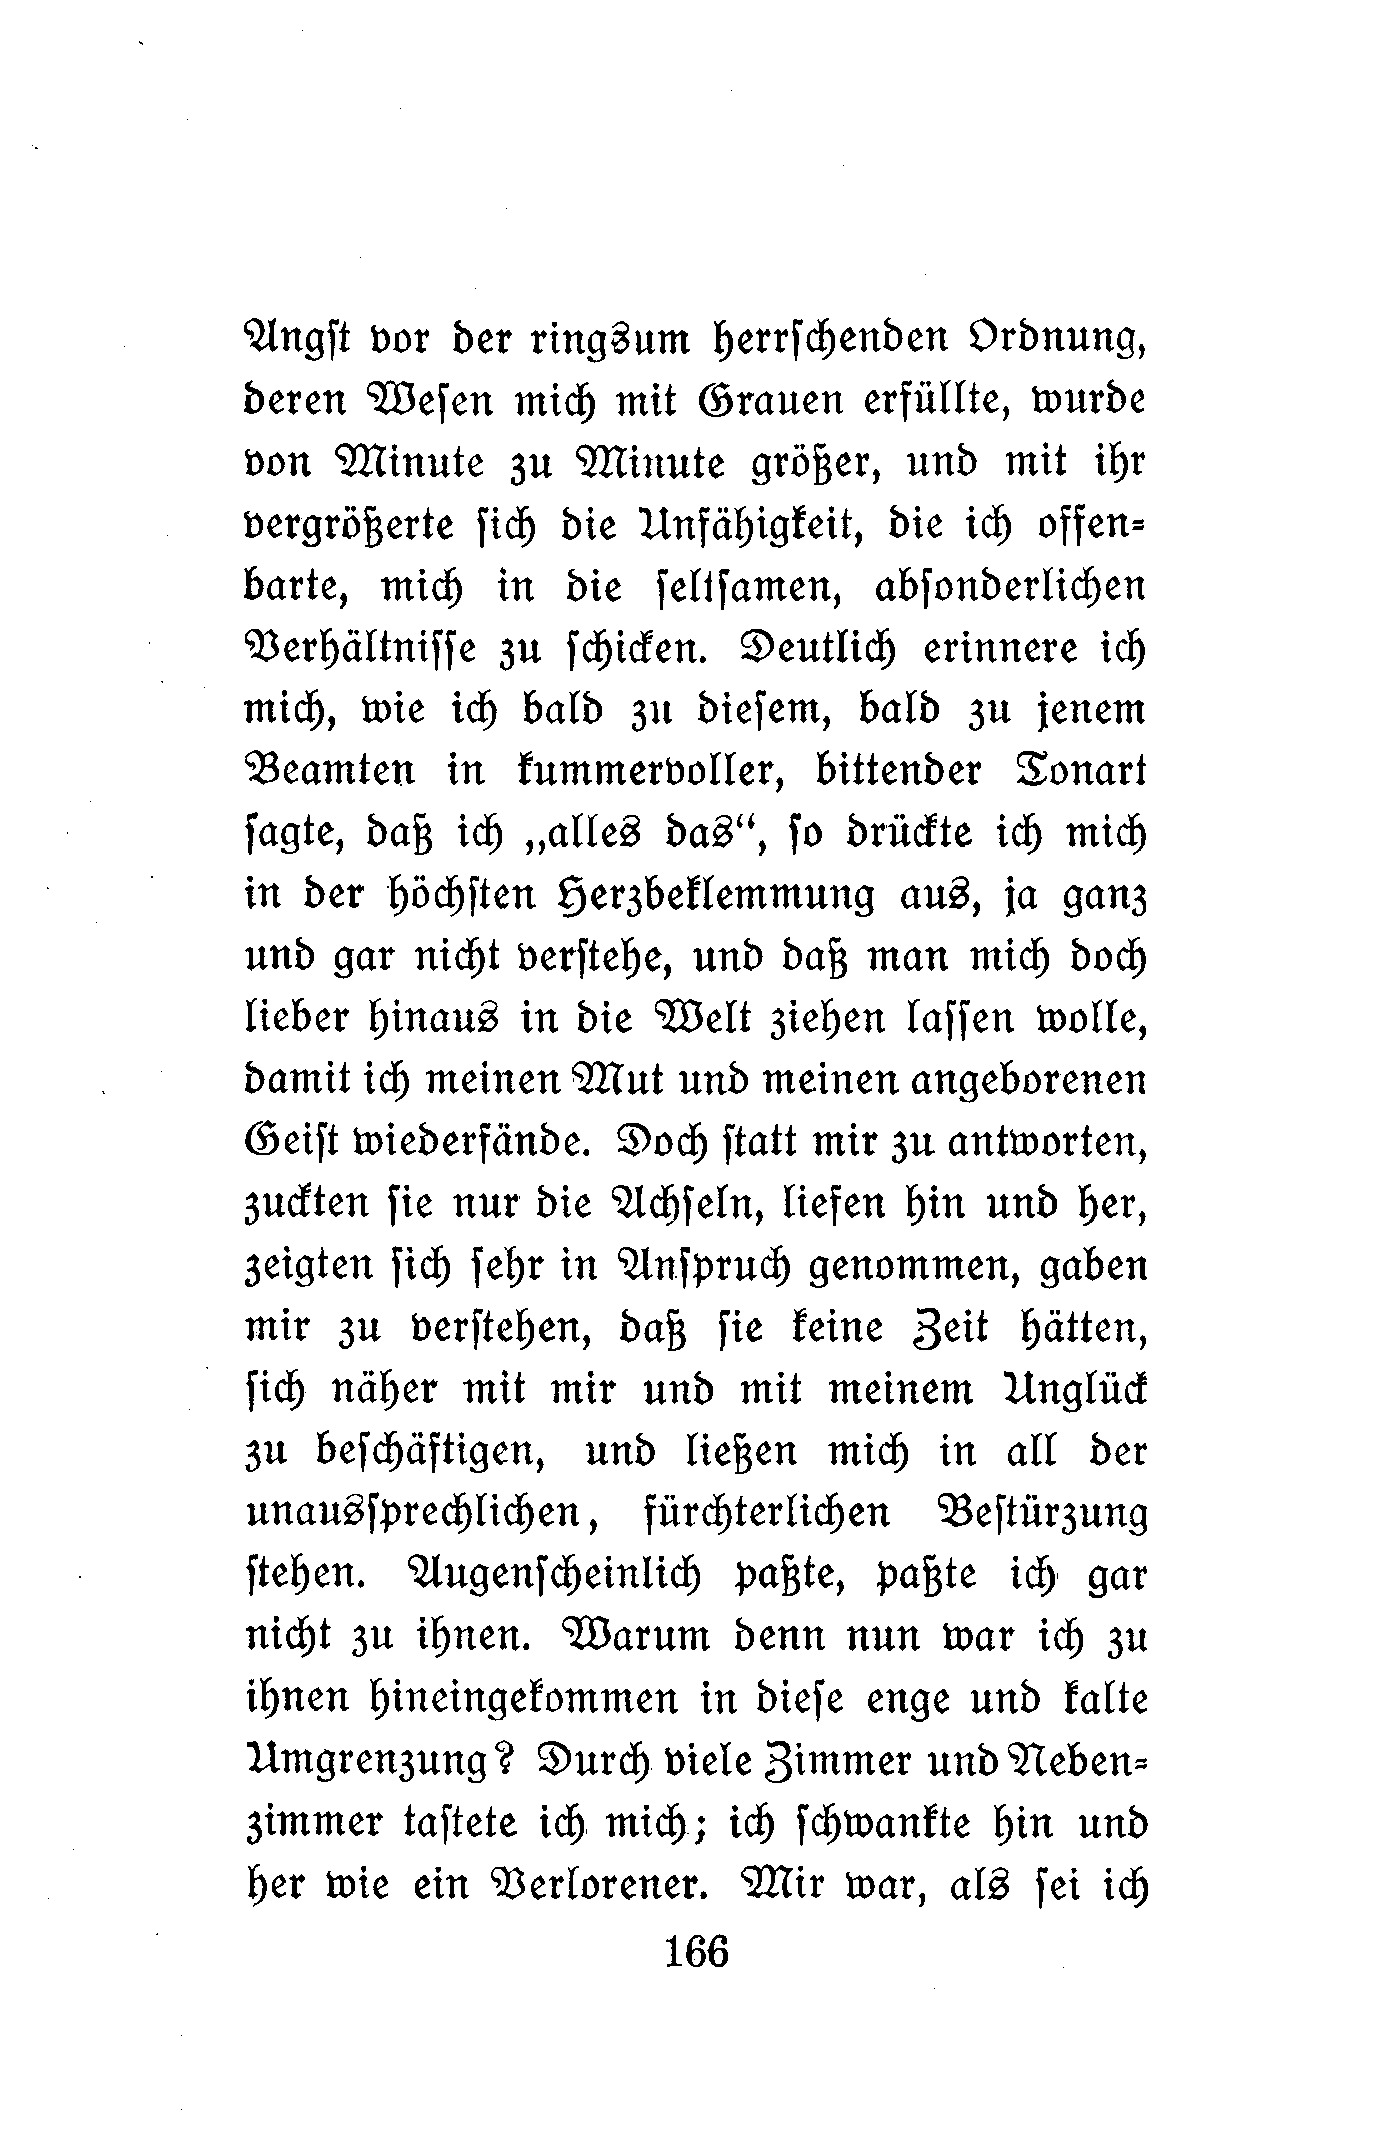 Angſt vor der ringsum herrſchenden Ordnung,
deren Weſen mich mit Grauen erfüllte, wurde
von Minute zu Minute größer, und mit ihr
vergrößerte ſich die Unfähigkeit, die ich offen⸗
barte, mich in die ſeltſamen, abſonderlichen
Verhältniſſe zu ſchicken. Deutlich erinnere ich
mich, wie ich bald zu dieſem, bald zu jenem
Beamten in kummervoller, bittender Tonart
ſagte, daß ich „alles das“, ſo drückte ich mich
in der höchſten Herzbeklemmung aus, ja ganz
und gar nicht verſtehe, und daß man mich doch
lieber hinaus in die Welt ziehen laſſen wolle,
damit ich meinen Mut und meinen angeborenen
Geiſt wiederfände. Doch ſtatt mir zu antworten,
zuckten ſie nur die Achſeln, liefen hin und her,
zeigten ſich ſehr in Anſpruch genommen, gaben
mir zu verſtehen, daß ſie keine Zeit hätten,
ſich näher mit mir und mit meinem Unglück
zu beſchäftigen, und ließen mich in all der
unausſprechlichen, fürchterlichen Beſtürzung
ſtehen. Augenſcheinlich paßte, paßte ich gar
nicht zu ihnen. Warum denn nun war ich zu
ihnen hineingekommen in dieſe enge und kalte
Umgrenzung? Durch viele Zimmer und Neben⸗
zimmer taſtete ich mich; ich ſchwankte hin und
her wie ein Verlorener. Mir war, als ſei ich
166